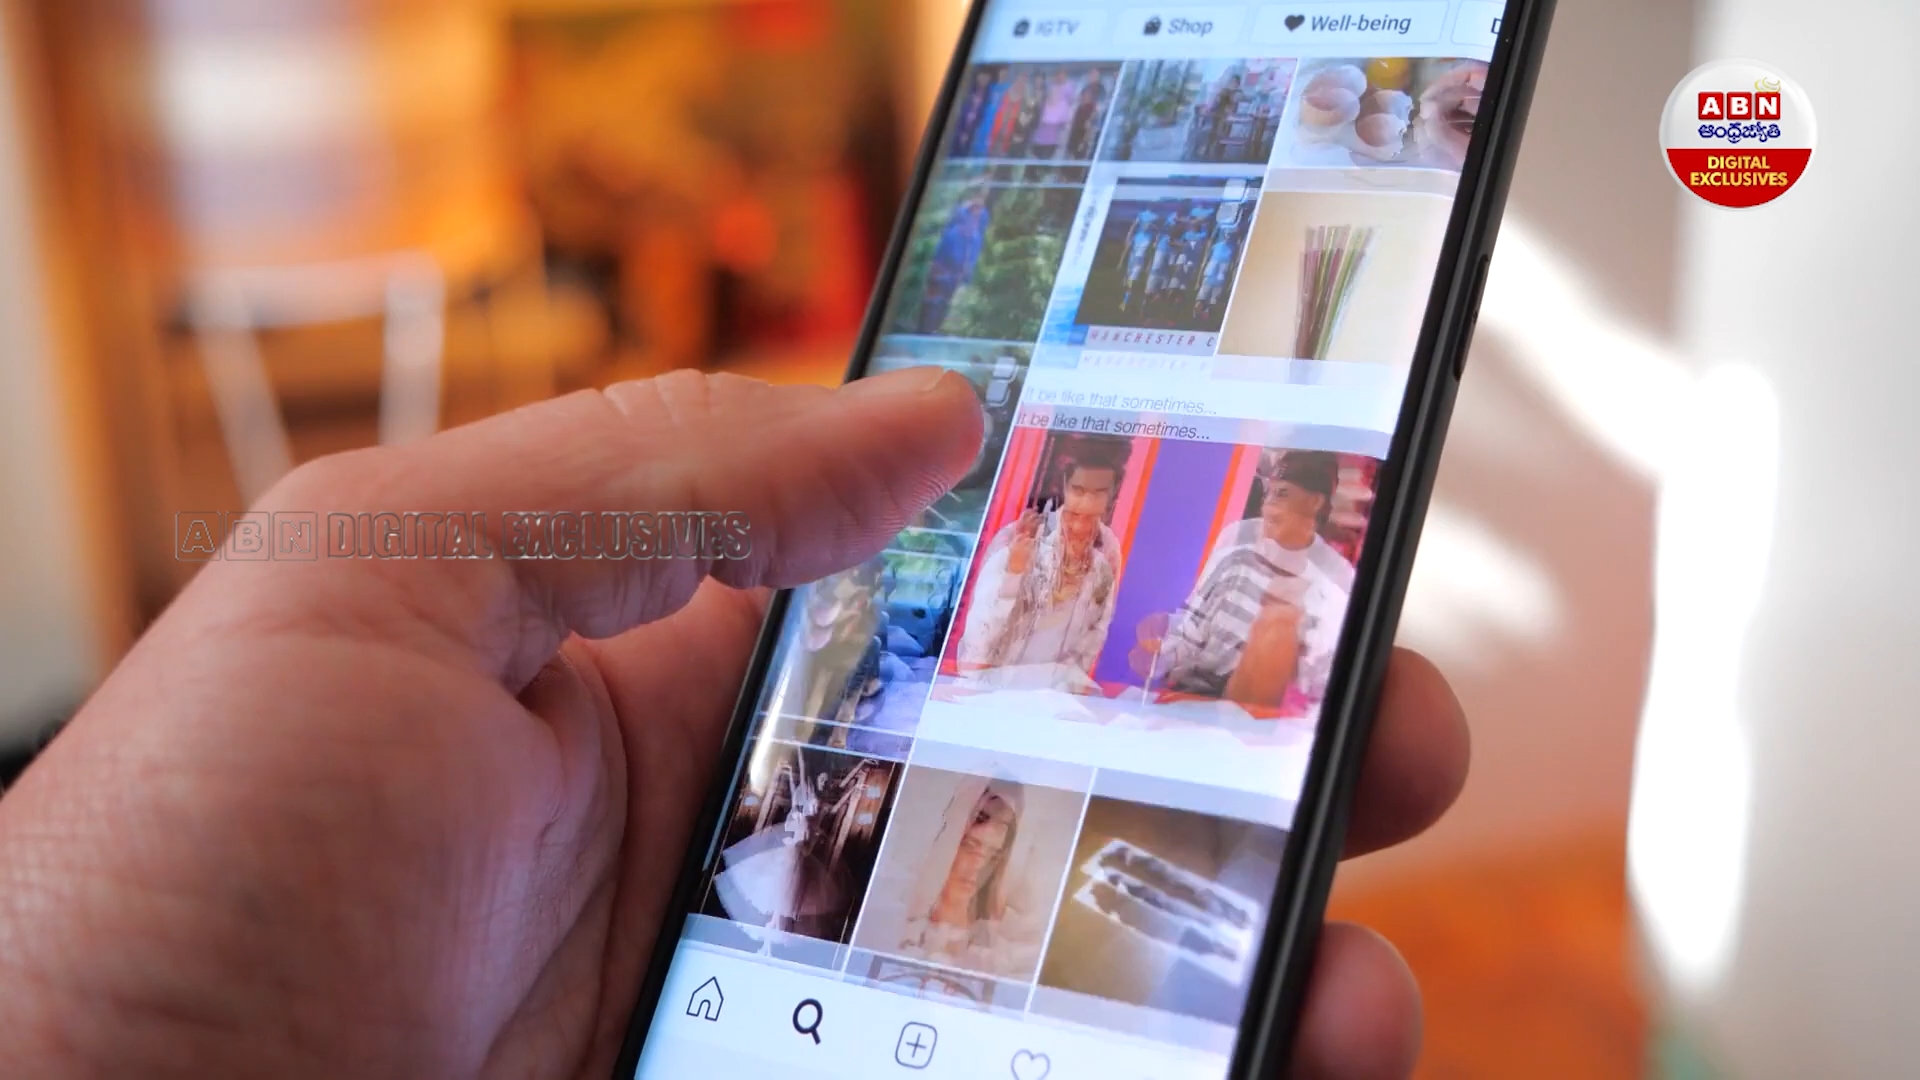 IGTV
Shop
Well-being
ABN
ఆంధ్రజ్యోతి
DIGITAL
EXCLUSIVES
MANCHESTER C
It be like that sometimes...
It be like that sometimes...
ABN DIGITAL EXCLUSIVES